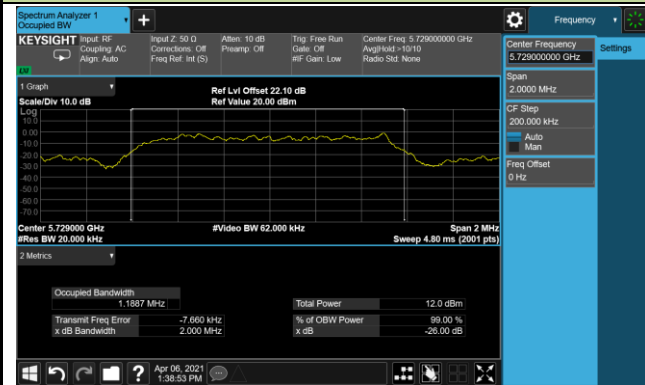 Spectrum Analyzer 1
Occupied BW
Frequency
KEYSIGHT
Input: RF
Coupling: AC
Align: Auto
Input Z: 50 Ω
Corrections: Off
Freq Ref: Int (S)
Atten: 10 dB
Preamp: Off
Trig: Free Run
Gate: Off
#IF Gain: Low
Center Freq: 5.729000000 GHz
Avg|Hold:>10/10
Radio Std: None
Center Frequency
5.729000000 GHz
Settings
Span
2.0000 MHz
CF Step
200.000 kHz
Auto
Man
Freq Offset
0 Hz
1 Graph
Scale/Div 10.0 dB
Ref Lvl Offset 22.10 dB
Ref Value 20.00 dBm
Log
10.0
0.00
-10.0
-20.0
-30.0
-40.0
-50.0
-60.0
-70.0
Center 5.729000 GHz
#Res BW 20.000 kHz
#Video BW 62.000 kHz
Span 2 MHz
Sweep 4.80 ms (2001 pts)
2 Metrics
Occupied Bandwidth
1.1887 MHz
Total Power 12.0 dBm
Transmit Freq Error -7.660 kHz
% of OBW Power 99.00 %
x dB Bandwidth 2.000 MHz
x dB -26.00 dB
Apr 06, 2021
1:38:53 PM